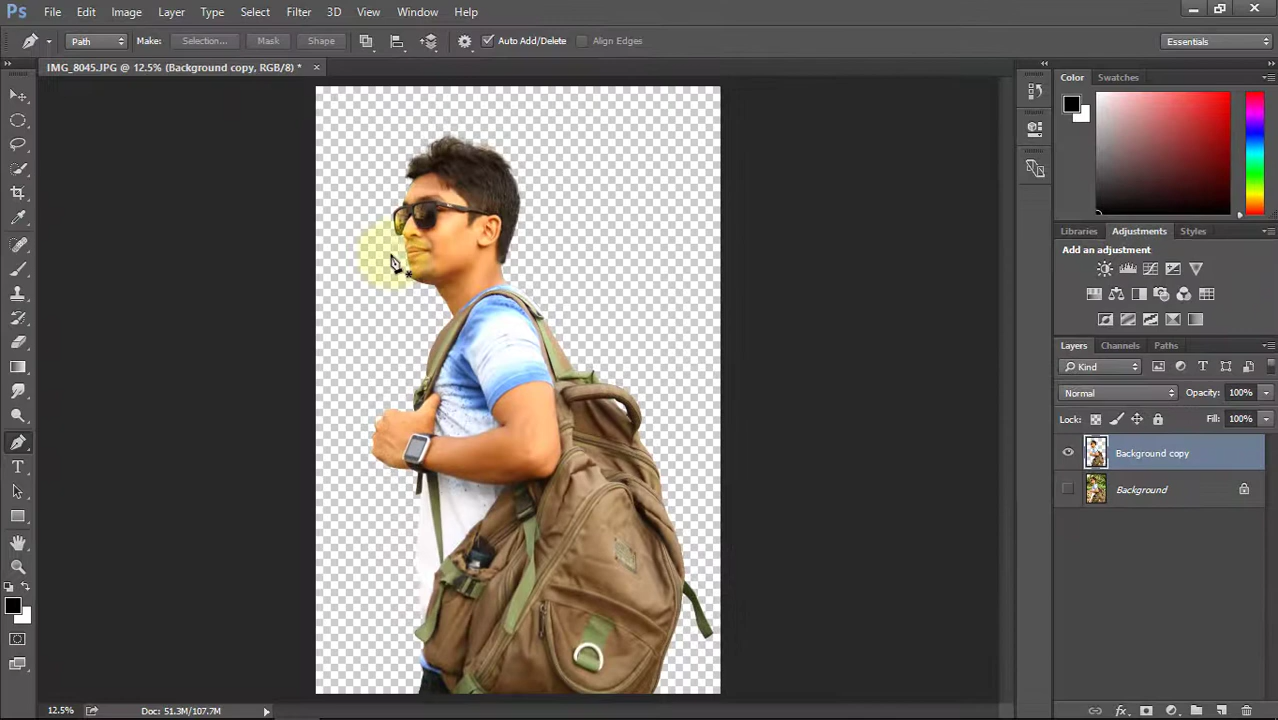 Ps File Edit Image Layer Type Select Filter 3D View Window Help
Path Make: Selection... Mask Shape Auto Add/Delete Align Edges Essentials
IMG_8045.JPG @ 12.5% (Background copy, RGB/8) *
Color Swatches
Libraries Adjustments Styles
Add an adjustment
Layers Channels Paths
Kind
Normal Opacity: 100%
Lock: Fill: 100%
Background copy
Background
12.5% Doc: 51.3M/107.7M